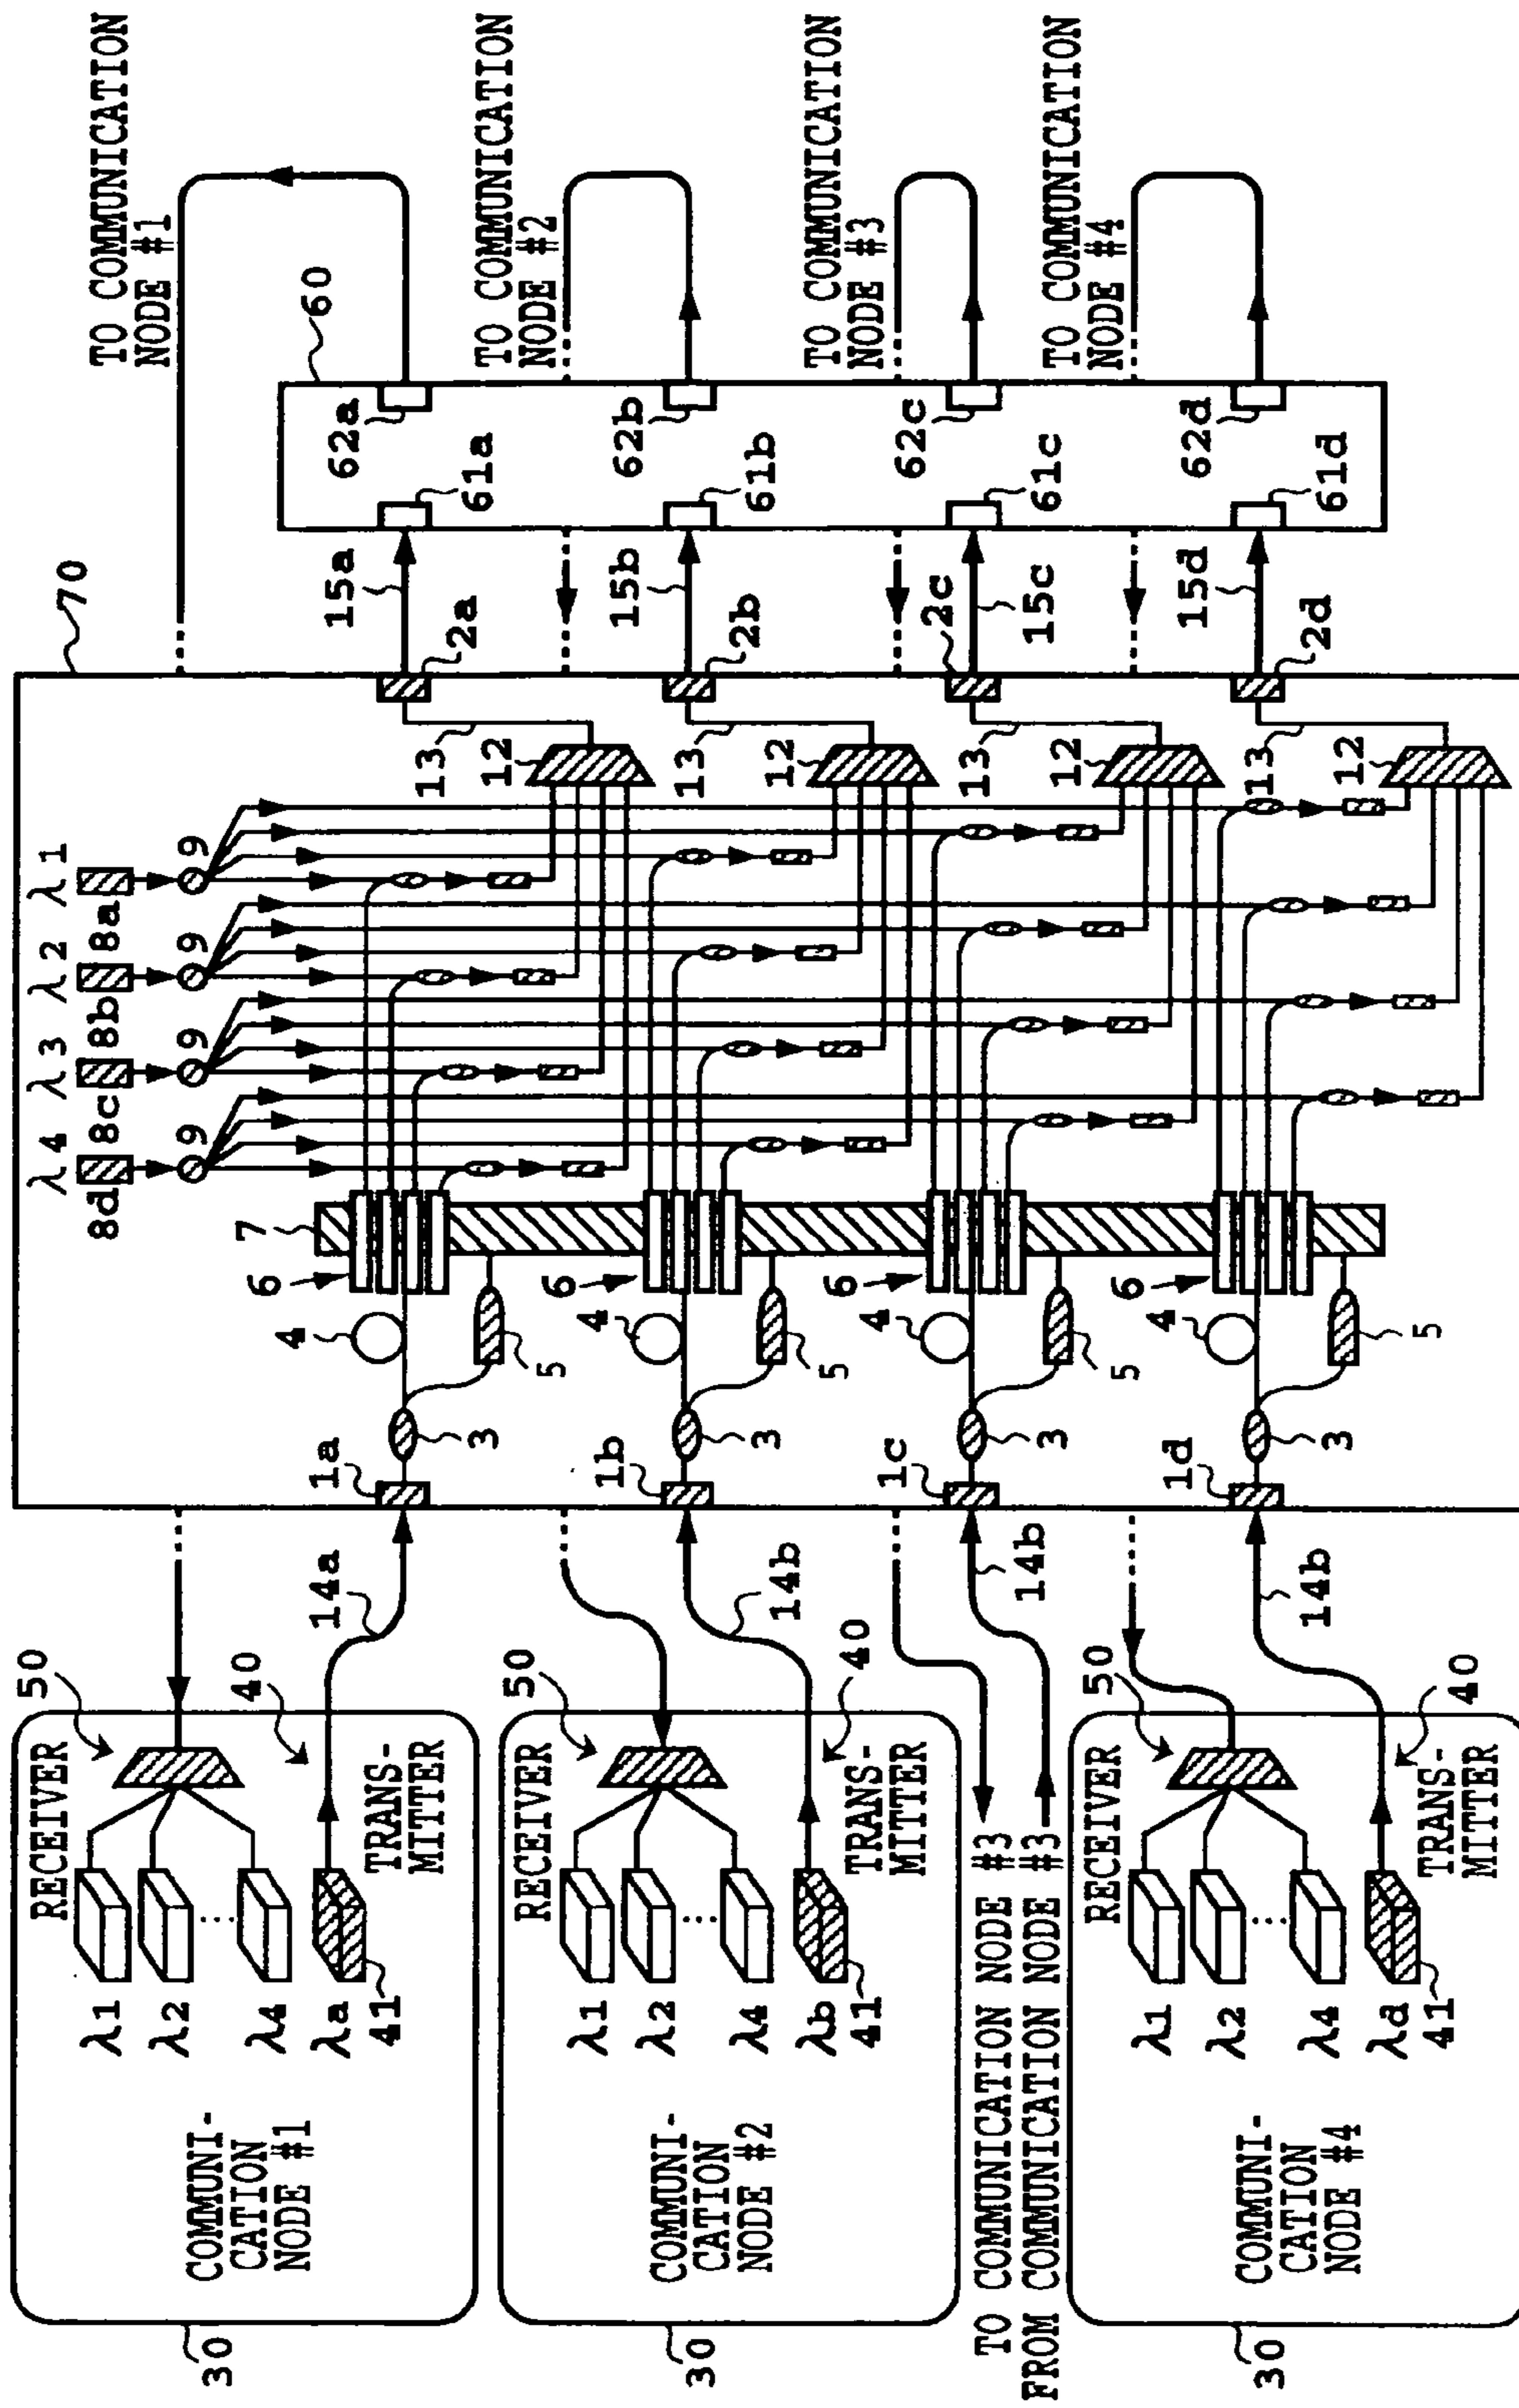 30
COMMUNI-
CATION
NODE #1
RECEIVER
50
λ1
λ2
λ4
λa
41
40
TRANS-
MITTER
14a
30
COMMUNI-
CATION
NODE #2
RECEIVER
50
λ1
λ2
λ4
λb
41
40
TRANS-
MITTER
14b
TO COMMUNICATION NODE #3
FROM COMMUNICATION NODE #3
14b
30
COMMUNI-
CATION
NODE #4
RECEIVER
50
λ1
λ2
λ4
λd
41
40
TRANS-
MITTER
14b
70
λ4 λ3 λ2 λ1
8d 8c 8b 8a
9 9 9 9
7
1a
3
4
5
6
12
13
2a
1b
3
4
5
6
12
13
2b
1c
3
4
5
6
12
13
2c
1d
3
4
5
6
12
13
2d
15a
15b
15c
15d
60
61a
62a
61b
62b
61c
62c
61d
62d
TO COMMUNICATION
NODE #1
TO COMMUNICATION
NODE #2
TO COMMUNICATION
NODE #3
TO COMMUNICATION
NODE #4